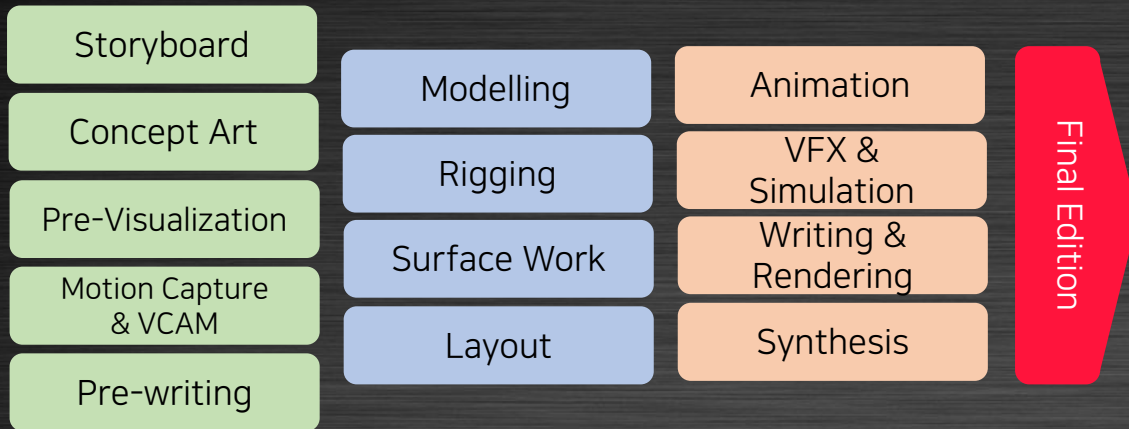 Storyboard
Concept Art
Pre-Visualization
Motion Capture
& VCAM
Pre-writing
Modelling
Rigging
Surface Work
Layout
Animation
VFX &
Simulation
Writing &
Rendering
Synthesis
Final Edition